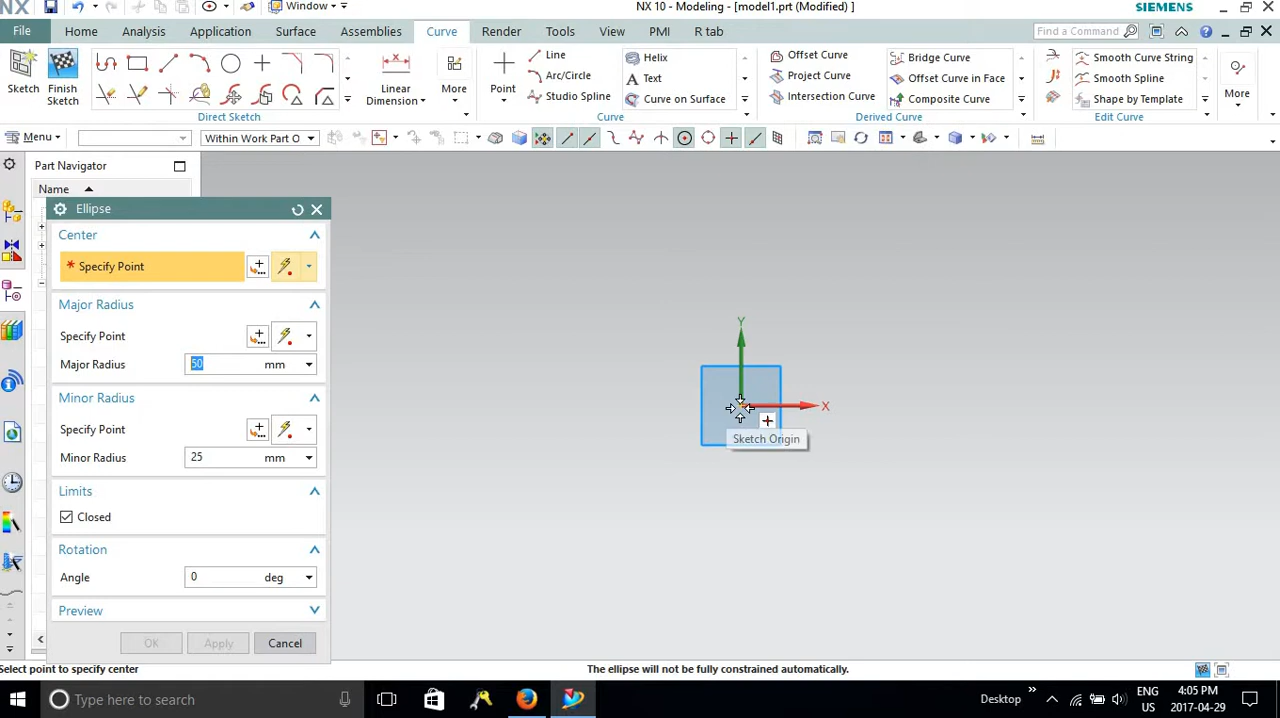 NX
Window
NX 10 - Modeling - [model1.prt (Modified) ]
SIEMENS
File
Home
Analysis
Application
Surface
Curve
Assemblies
Render
Tools
View
PMI
R tab
Find a Command
Sketch
Finish
Sketch
Direct Sketch
Linear
Dimension
More
Point
Line
Arc/Circle
Studio Spline
Helix
Text
Curve on Surface
Curve
Offset Curve
Project Curve
Intersection Curve
Bridge Curve
Offset Curve in Face
Composite Curve
Derived Curve
Smooth Curve String
Smooth Spline
Shape by Template
Edit Curve
More
Menu
Within Work Part O
Part Navigator
Name
Ellipse
Center
* Specify Point
Major Radius
Specify Point
Major Radius 50 mm
Minor Radius
Specify Point
Minor Radius 25 mm
Limits
Closed
Rotation
Angle 0 deg
Preview
OK Apply Cancel
Y
X
Sketch Origin
Select point to specify center
The ellipse will not be fully constrained automatically.
Type here to search
Desktop
ENG
US
4:05 PM
2017-04-29